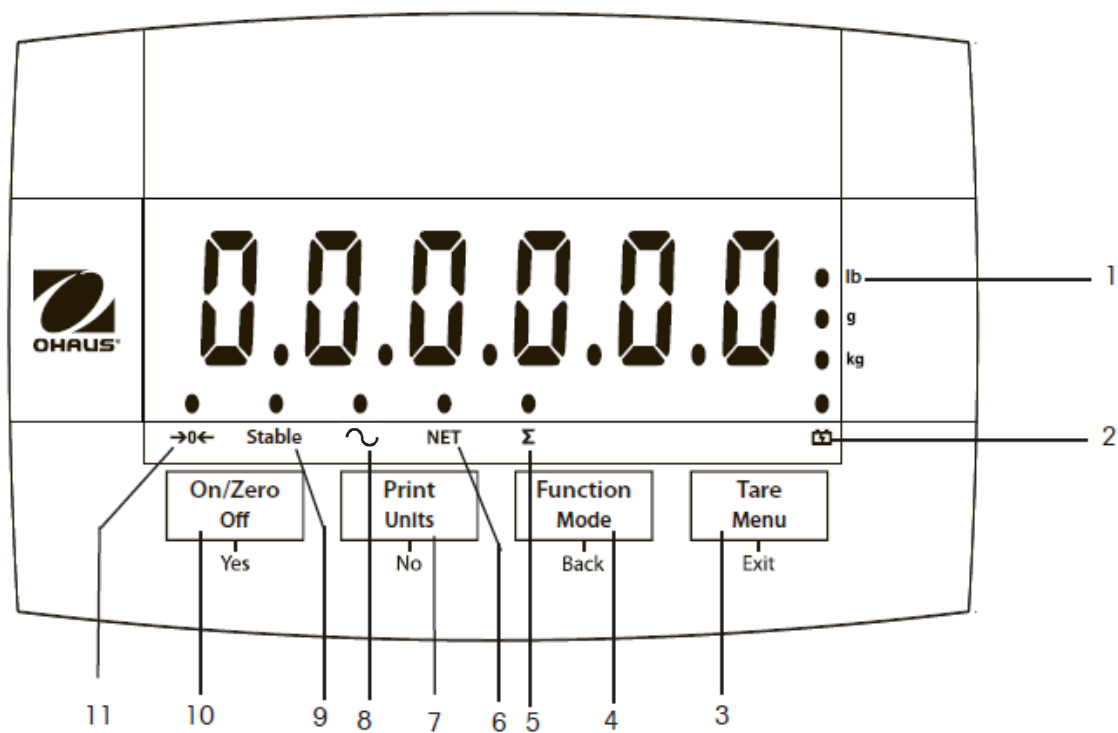 0.0.0.0.0.0
lb
1
g
OHAUS®
kg
→0←
Stable
NET
Σ
2
On/Zero
Off
Yes
Print
Units
No
Function
Mode
Back
Tare
Menu
Exit
11
10
9
8
7
6
5
4
3